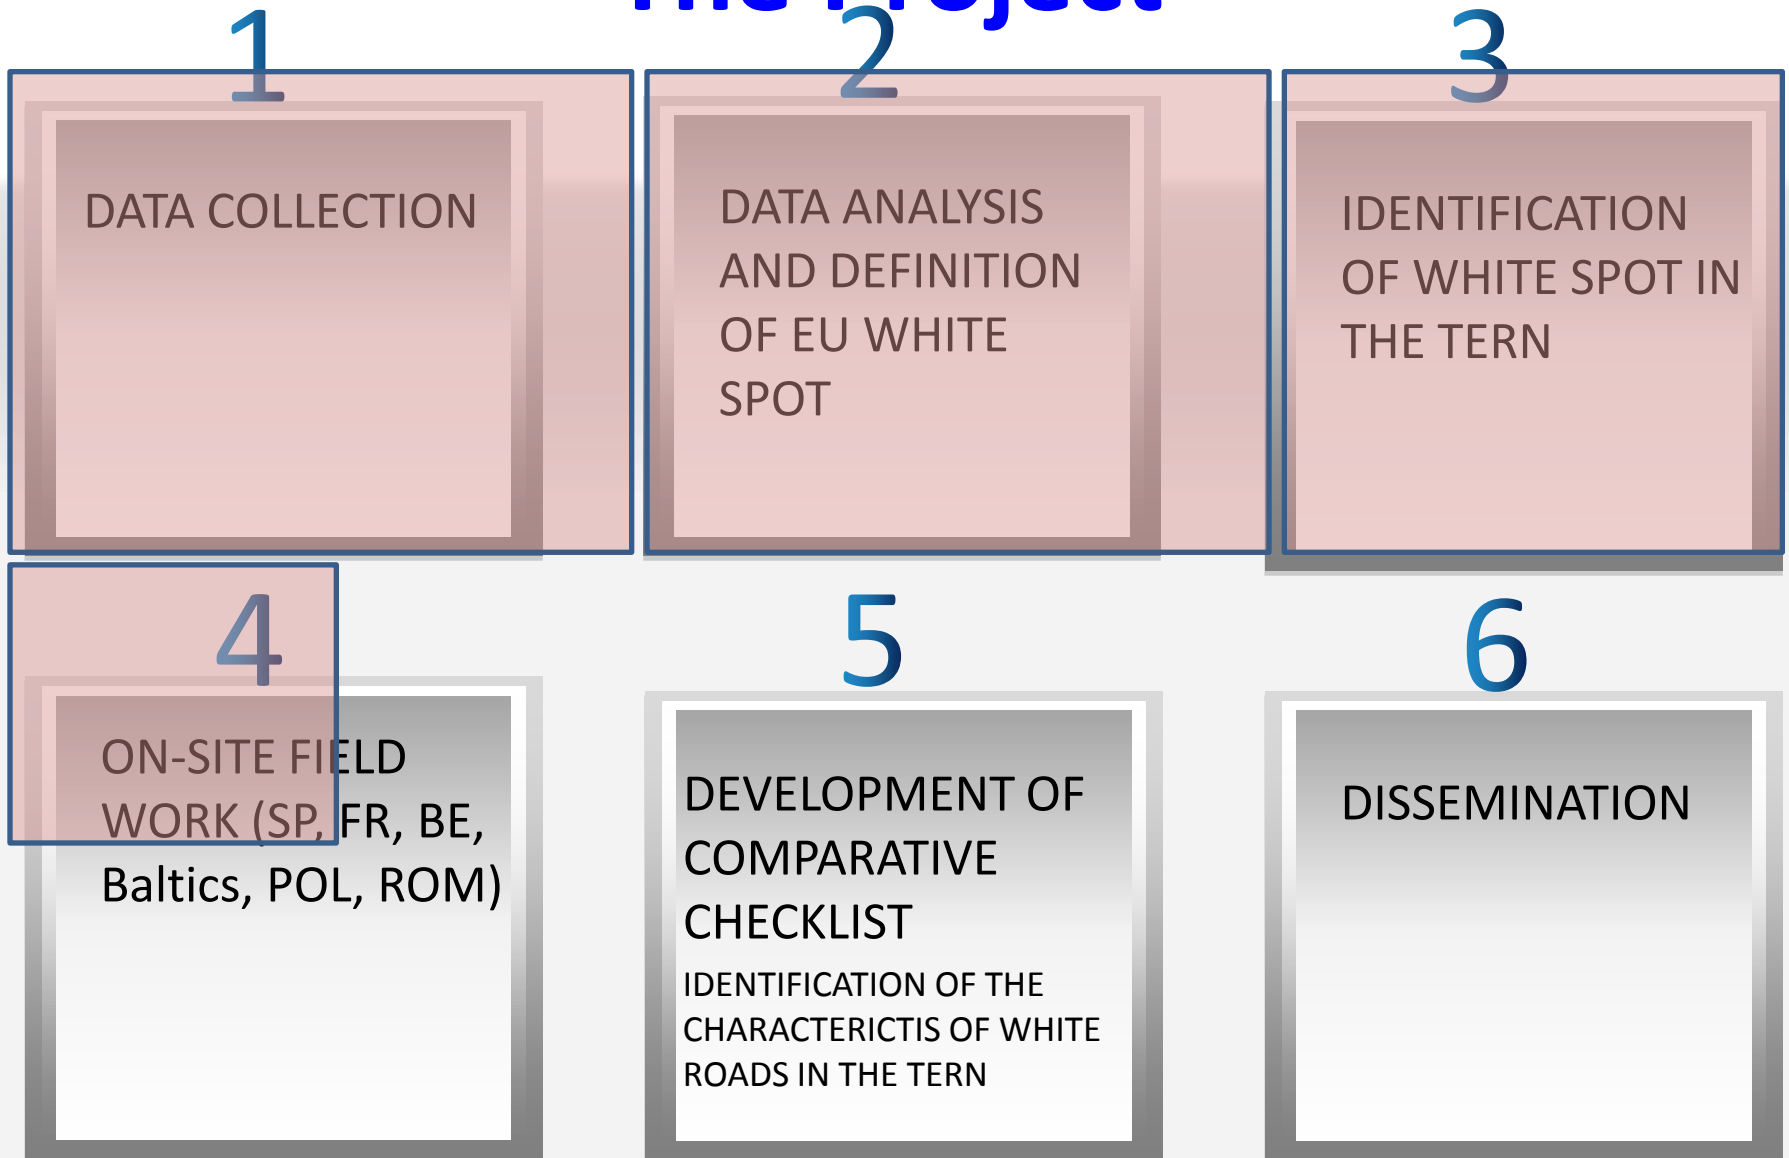 The Project
1
2
3
DATA COLLECTION
DATA ANALYSIS
AND DEFINITION
OF EU WHITE
SPOT
IDENTIFICATION
OF WHITE SPOT IN
THE TERN
4
5
6
ON-SITE FIELD
WORK (SP, FR, BE,
Baltics, POL, ROM)
DEVELOPMENT OF
COMPARATIVE
CHECKLIST
IDENTIFICATION OF THE
CHARACTERICTIS OF WHITE
ROADS IN THE TERN
DISSEMINATION